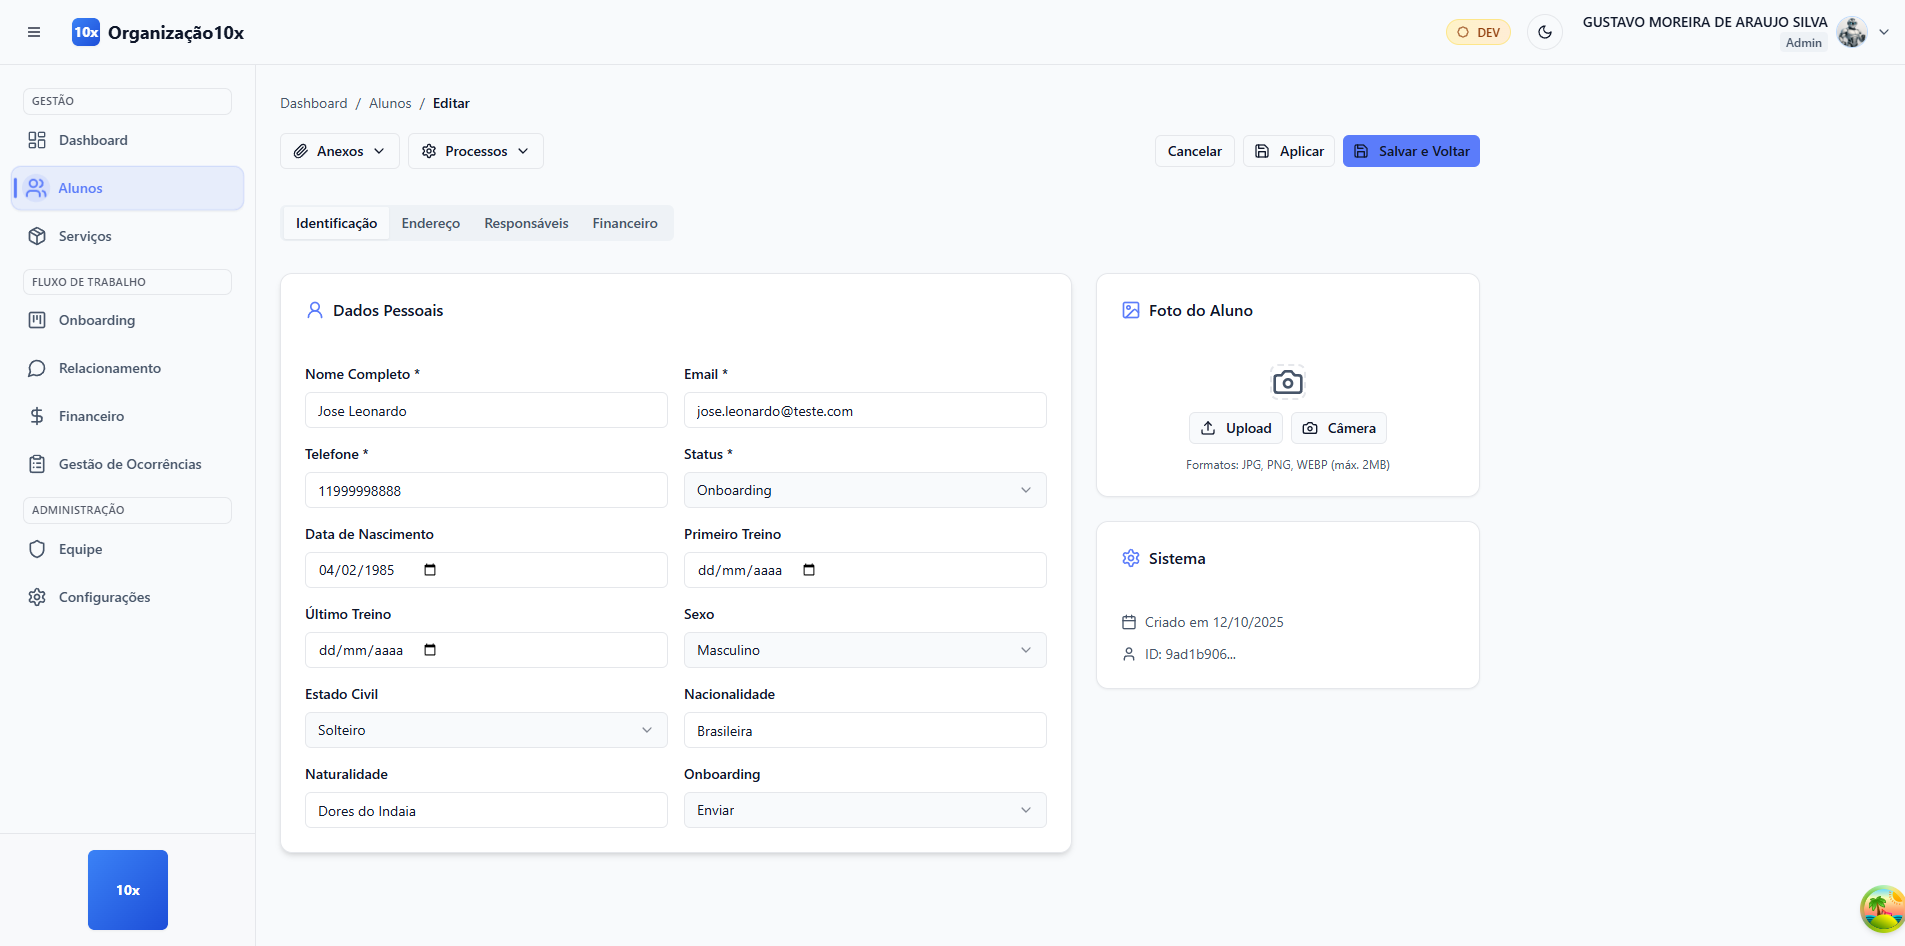 10x Organização10x
DEV
GUSTAVO MOREIRA DE ARAUJO SILVA
Admin
GESTÃO
Dashboard
Alunos
Serviços
FLUXO DE TRABALHO
Onboarding
Relacionamento
Financeiro
Gestão de Ocorrências
ADMINISTRAÇÃO
Equipe
Configurações
10x
Dashboard / Alunos / Editar
Anexos Processos
Cancelar Aplicar Salvar e Voltar
Identificação Endereço Responsáveis Financeiro
Dados Pessoais
Nome Completo * Email *
Jose Leonardo jose.leonardo@teste.com
Telefone * Status *
11999998888 Onboarding
Data de Nascimento Primeiro Treino
04/02/1985 dd/mm/aaaa
Último Treino Sexo
dd/mm/aaaa Masculino
Estado Civil Nacionalidade
Solteiro Brasileira
Naturalidade Onboarding
Dores do Indaia Enviar
Foto do Aluno
Upload Câmera
Formatos: JPG, PNG, WEBP (máx. 2MB)
Sistema
Criado em 12/10/2025
ID: 9ad1b906...